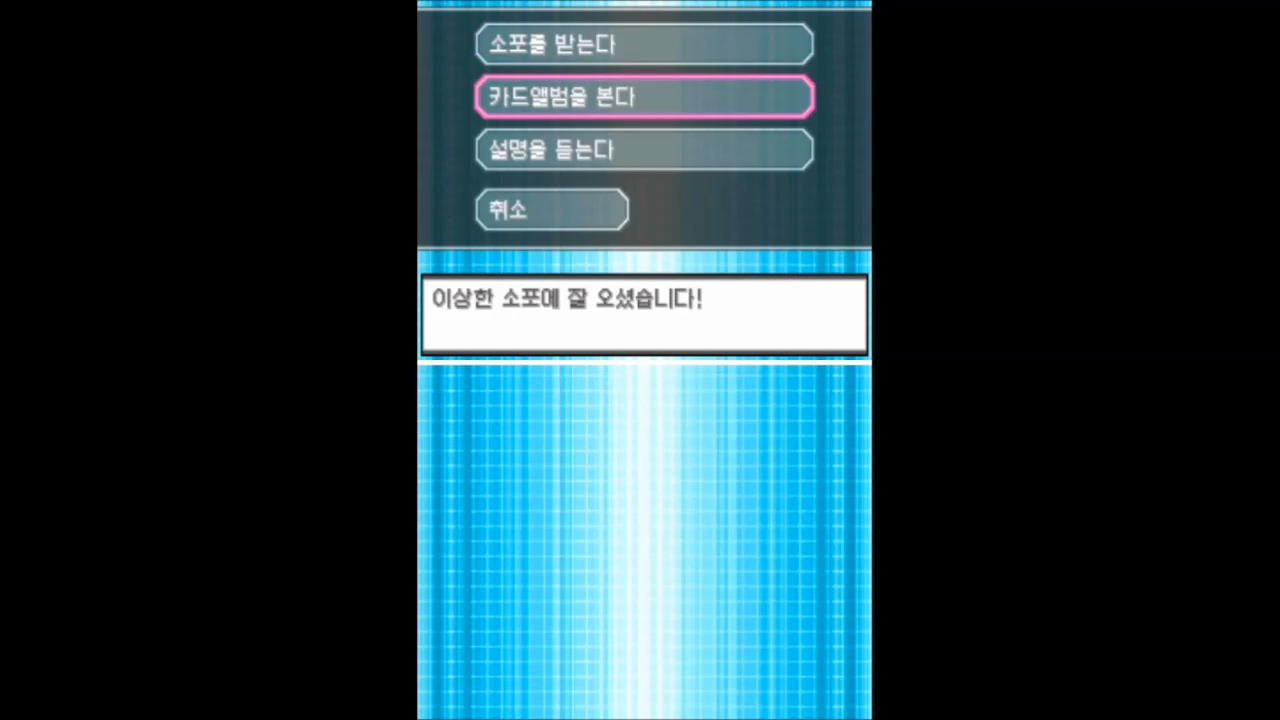 소포를 받는다
카드앨범을 본다
설명을 듣는다
취소
이상한 소포에 잘 오셨습니다!